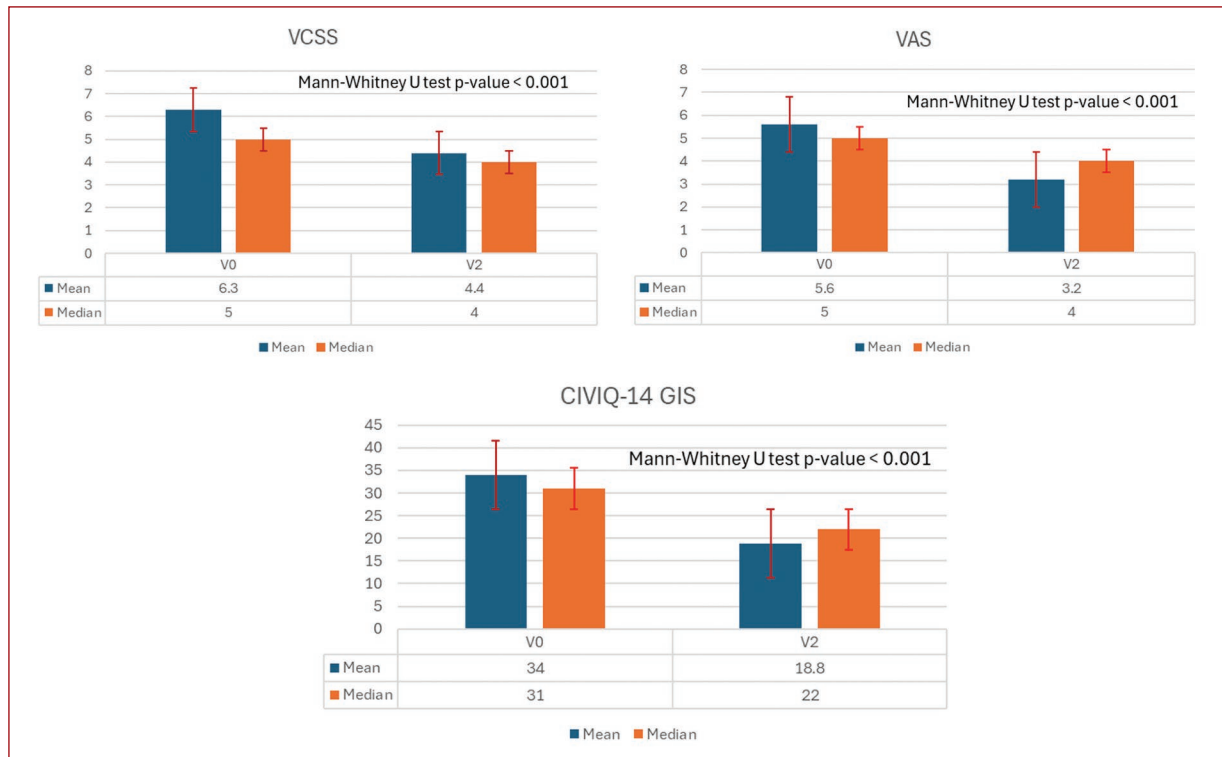 VCSS
8
Mann-Whitney U test p-value < 0.001
7
6
5
4
3
2
1
0
V0 V2
Mean 6.3 4.4
Median 5 4
Mean Median
VAS
8
Mann-Whitney U test p-value < 0.001
7
6
5
4
3
2
1
0
V0 V2
Mean 5.6 3.2
Median 5 4
Mean Median
CIVIQ-14 GIS
45
40
Mann-Whitney U test p-value < 0.001
35
30
25
20
15
10
5
0
V0 V2
Mean 34 18.8
Median 31 22
Mean Median